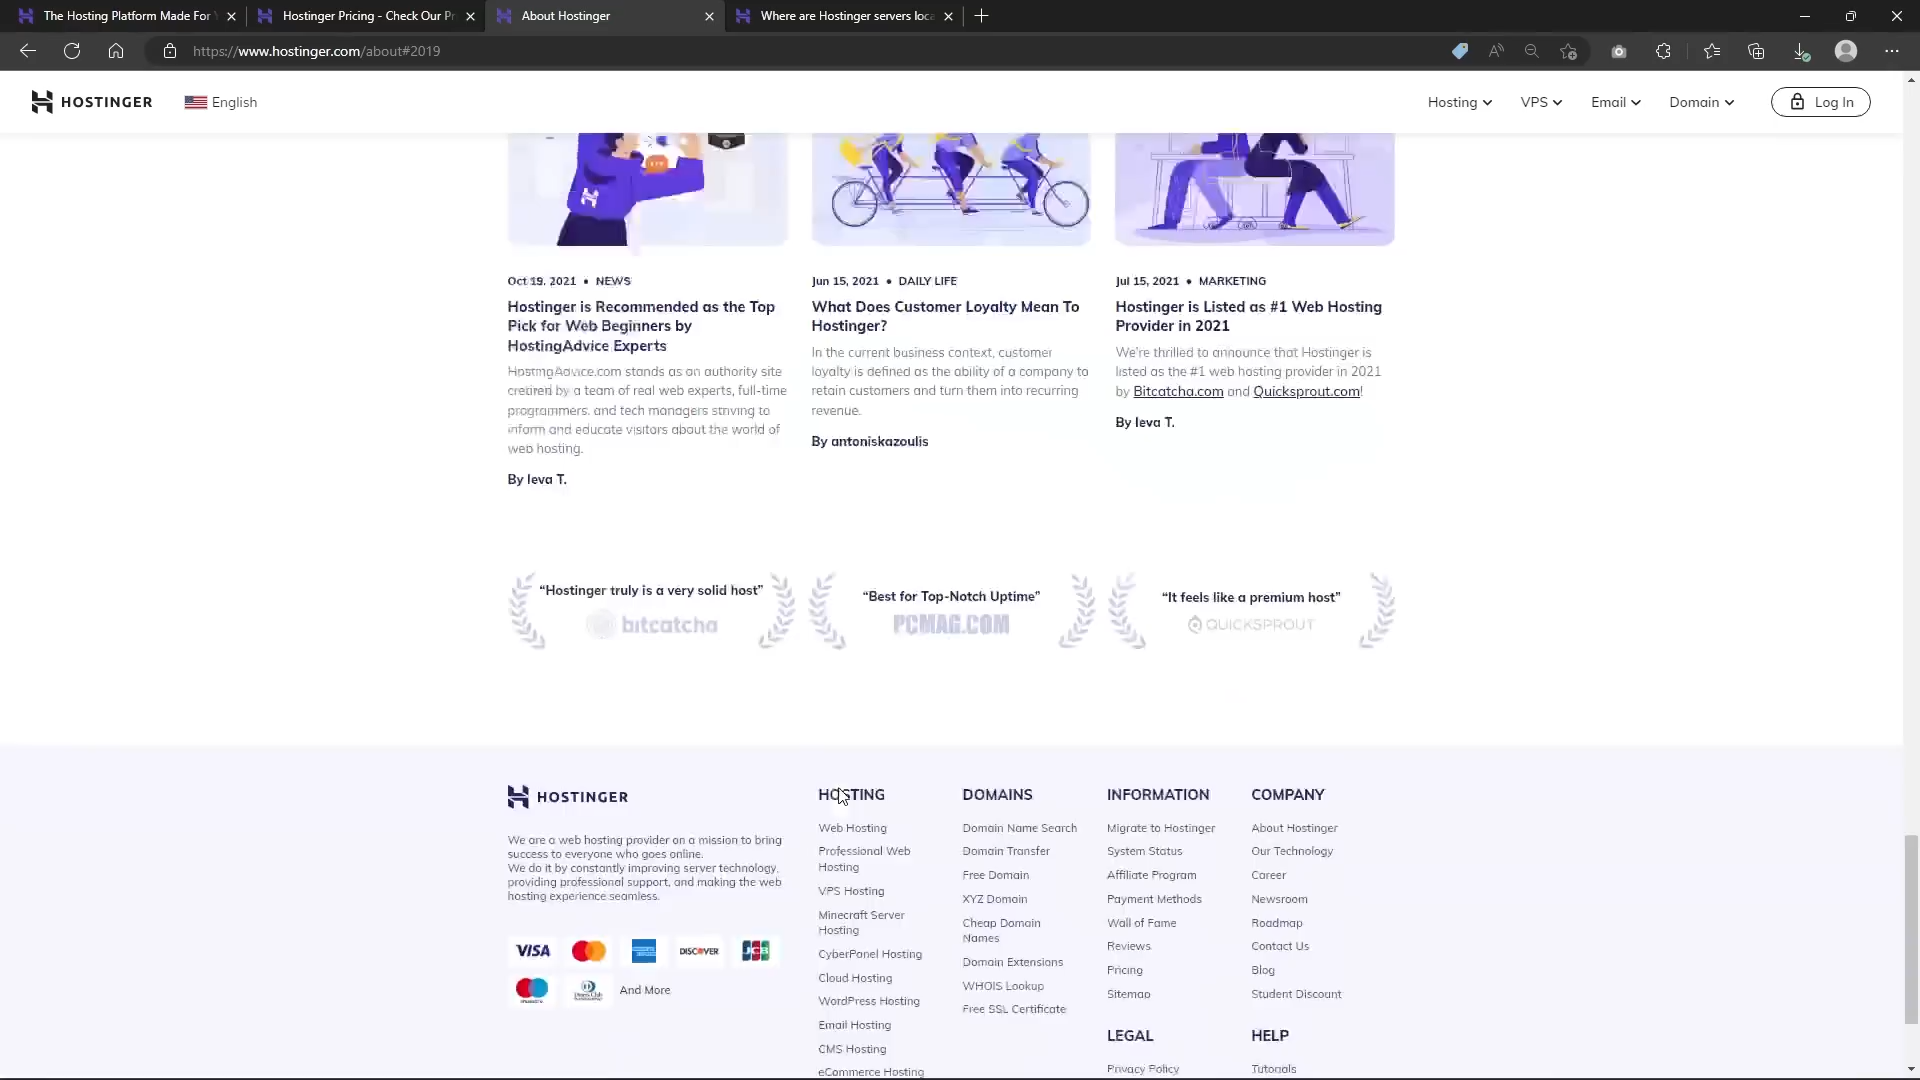 The Hosting Platform Made For Y
Hostinger Pricing - Check Our Pr
About Hostinger
Where are Hostinger servers loca
https://www.hostinger.com/about#2019
HOSTINGER
English
Hosting
VPS
Email
Domain
Log In
Oct 19, 2021 • NEWS
Hostinger is Recommended as the Top
Pick for Web Beginners by
HostingAdvice Experts
HostingAdvice.com stands as an authority site
created by a team of real web experts, full-time
programmers, and tech managers striving to
inform and educate visitors about the world of
web hosting.
By Ieva T.
Jun 15, 2021 • DAILY LIFE
What Does Customer Loyalty Mean To
Hostinger?
In the current business context, customer
loyalty is defined as the ability of a company to
retain customers and turn them into recurring
revenue.
By antoniskazoulis
Jul 15, 2021 • MARKETING
Hostinger is Listed as #1 Web Hosting
Provider in 2021
We're thrilled to announce that Hostinger is
listed as the #1 web hosting provider in 2021
by Bitcatcha.com and Quicksprout.com!
By Ieva T.
“Hostinger truly is a very solid host”
bitcatcha
“Best for Top-Notch Uptime”
PCMAG.COM
“It feels like a premium host”
QUICKSPROUT
HOSTINGER
We are a web hosting provider on a mission to bring
success to everyone who goes online.
We do it by constantly improving server technology,
providing professional support, and making the web
hosting experience seamless.
VISA
DISCOVER
JCB
And More
HOSTING
Web Hosting
Professional Web
Hosting
VPS Hosting
Minecraft Server
Hosting
CyberPanel Hosting
Cloud Hosting
WordPress Hosting
Email Hosting
CMS Hosting
eCommerce Hosting
DOMAINS
Domain Name Search
Domain Transfer
Free Domain
XYZ Domain
Cheap Domain
Names
Domain Extensions
WHOIS Lookup
Free SSL Certificate
INFORMATION
Migrate to Hostinger
System Status
Affiliate Program
Payment Methods
Wall of Fame
Reviews
Pricing
Sitemap
LEGAL
Privacy Policy
COMPANY
About Hostinger
Our Technology
Career
Newsroom
Roadmap
Contact Us
Blog
Student Discount
HELP
Tutorials